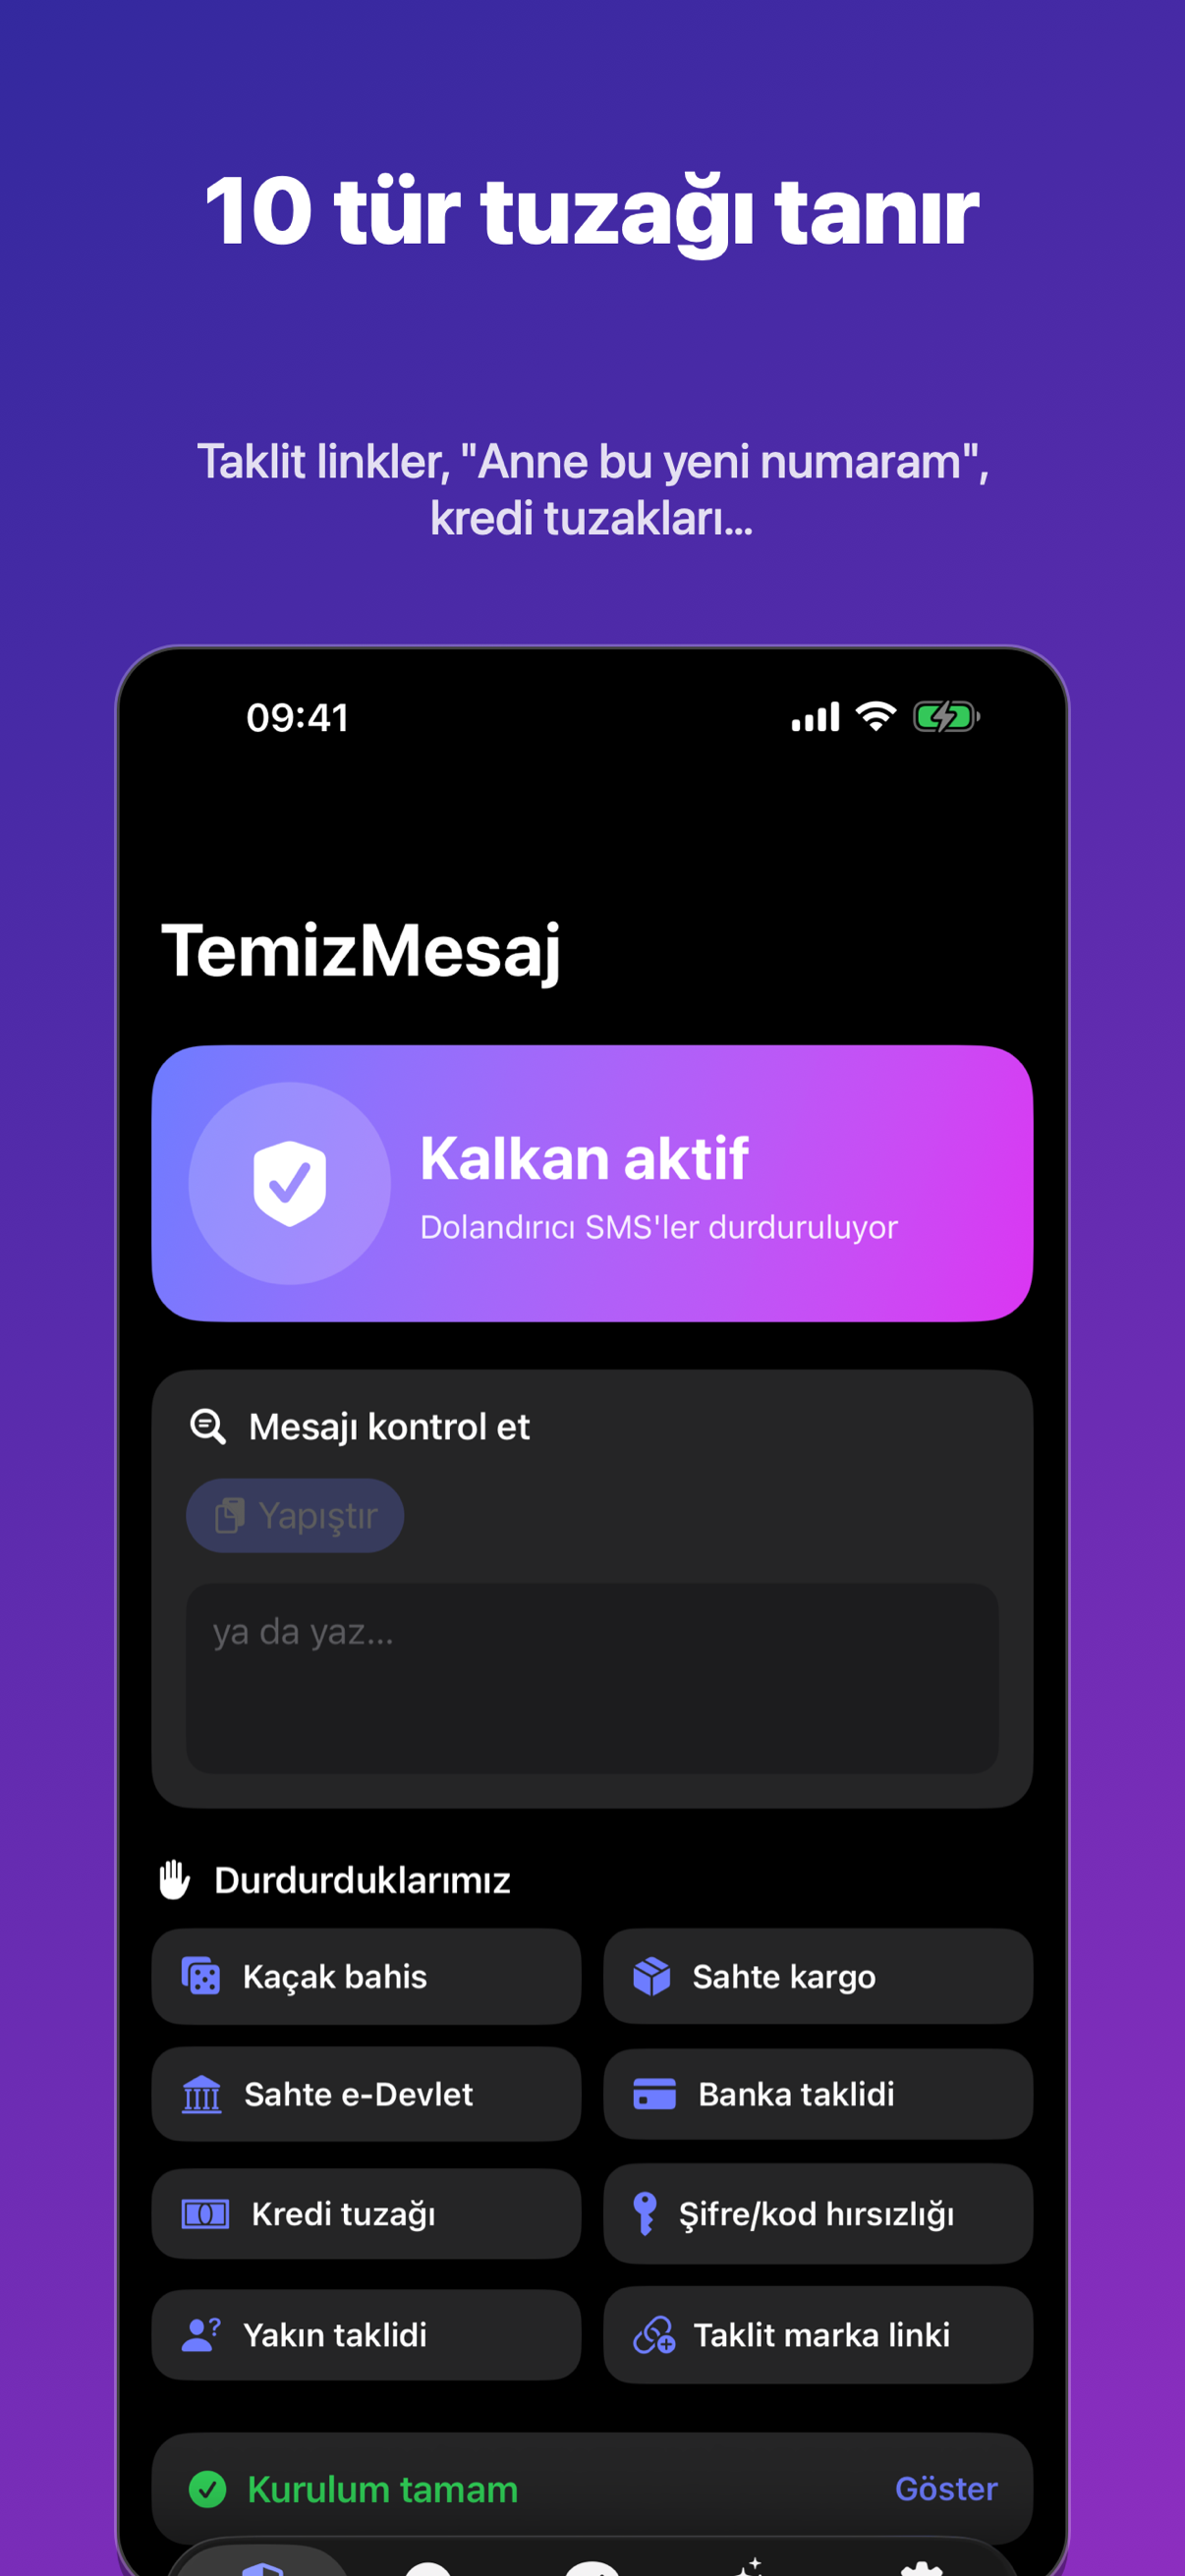 10 tür tuzağı tanır
Taklit linkler, "Anne bu yeni numaram",
kredi tuzakları...
09:41
TemizMesaj
Kalkan aktif
Dolandırıcı SMS'ler durduruluyor
Mesajı kontrol et
Yapıştır
ya da yaz...
Durdurduklarımız
Kaçak bahis
Sahte kargo
Sahte e-Devlet
Banka taklidi
Kredi tuzağı
Şifre/kod hırsızlığı
Yakın taklidi
Taklit marka linki
Kurulum tamam
Göster